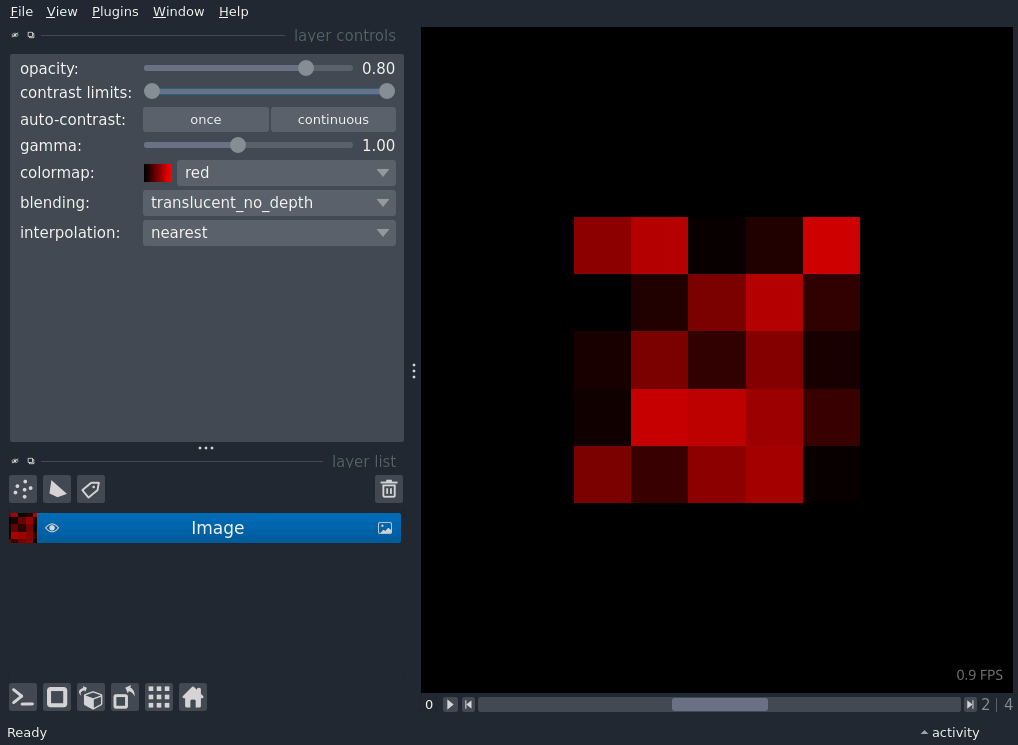 File View Plugins Window Help
layer controls
opacity: 0.80
contrast limits:
auto-contrast: once continuous
gamma: 1.00
colormap: red
blending: translucent_no_depth
interpolation: nearest
layer list
Image
0.9 FPS
0 2 | 4
Ready activity